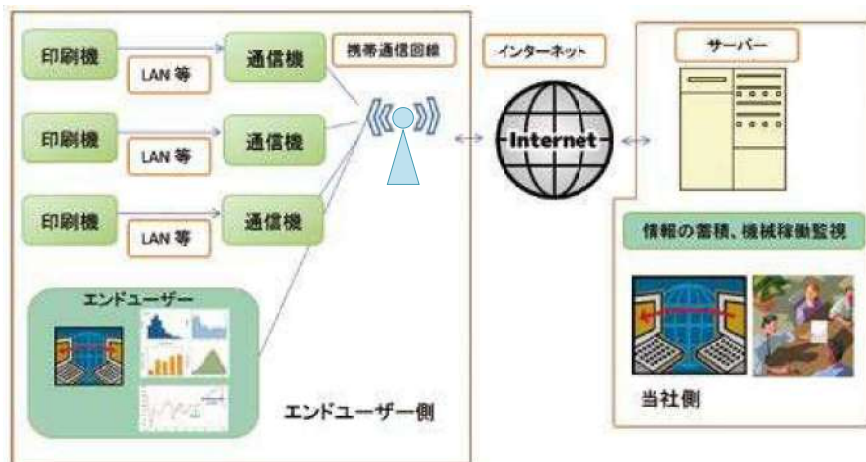 印刷機
LAN 等
通信機
携帯通信回線
インターネット
サーバー
印刷機
LAN 等
通信機
Internet
印刷機
LAN 等
通信機
情報の蓄積、機械稼働監視
エンドユーザー
エンドユーザー側
当社側